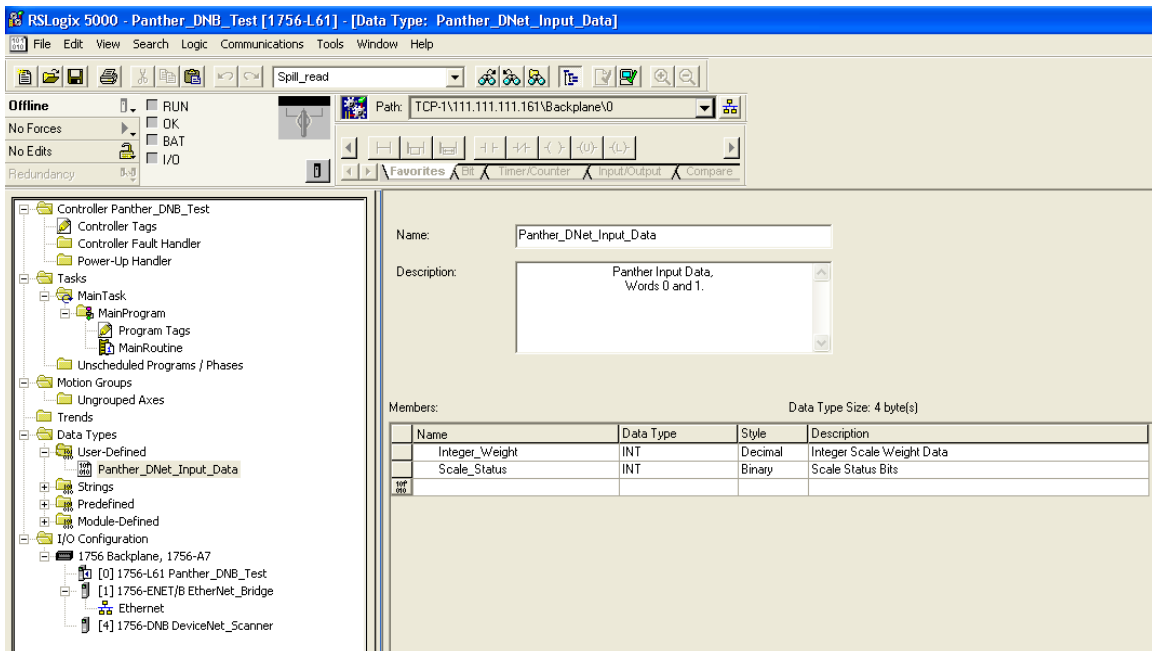 RSLogix 5000 - Panther_DNB_Test [1756-L61] - [Data Type: Panther_DNet_Input_Data]
File Edit View Search Logic Communications Tools Window Help
Spill_read
Offline
RUN
No Forces
OK
No Edits
BAT
Redundancy
I/O
Path: TCP-1\111.111.111.161\Backplane\0
Favorites Bit Timer/Counter Input/Output Compare
Controller Panther_DNB_Test
Controller Tags
Controller Fault Handler
Power-Up Handler
Tasks
MainTask
MainProgram
Program Tags
MainRoutine
Unscheduled Programs / Phases
Motion Groups
Ungrouped Axes
Trends
Data Types
User-Defined
Panther_DNet_Input_Data
Strings
Predefined
Module-Defined
I/O Configuration
1756 Backplane, 1756-A7
[0] 1756-L61 Panther_DNB_Test
[1] 1756-ENET/B EtherNet_Bridge
Ethernet
[4] 1756-DNB DeviceNet_Scanner
Name: Panther_DNet_Input_Data
Description: Panther Input Data,
Words 0 and 1.
Members: Data Type Size: 4 byte(s)
Name Data Type Style Description
Integer_Weight INT Decimal Integer Scale Weight Data
Scale_Status INT Binary Scale Status Bits